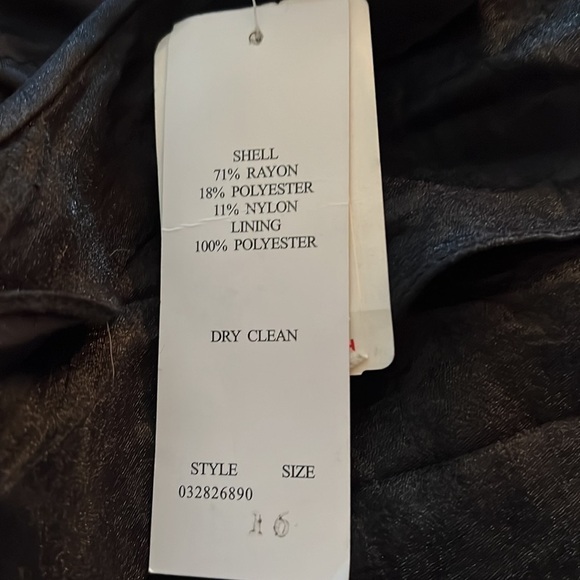 SHELL
71% RAYON
18% POLYESTER
11% NYLON
LINING
100% POLYESTER
DRY CLEAN
STYLE SIZE
032826890
16